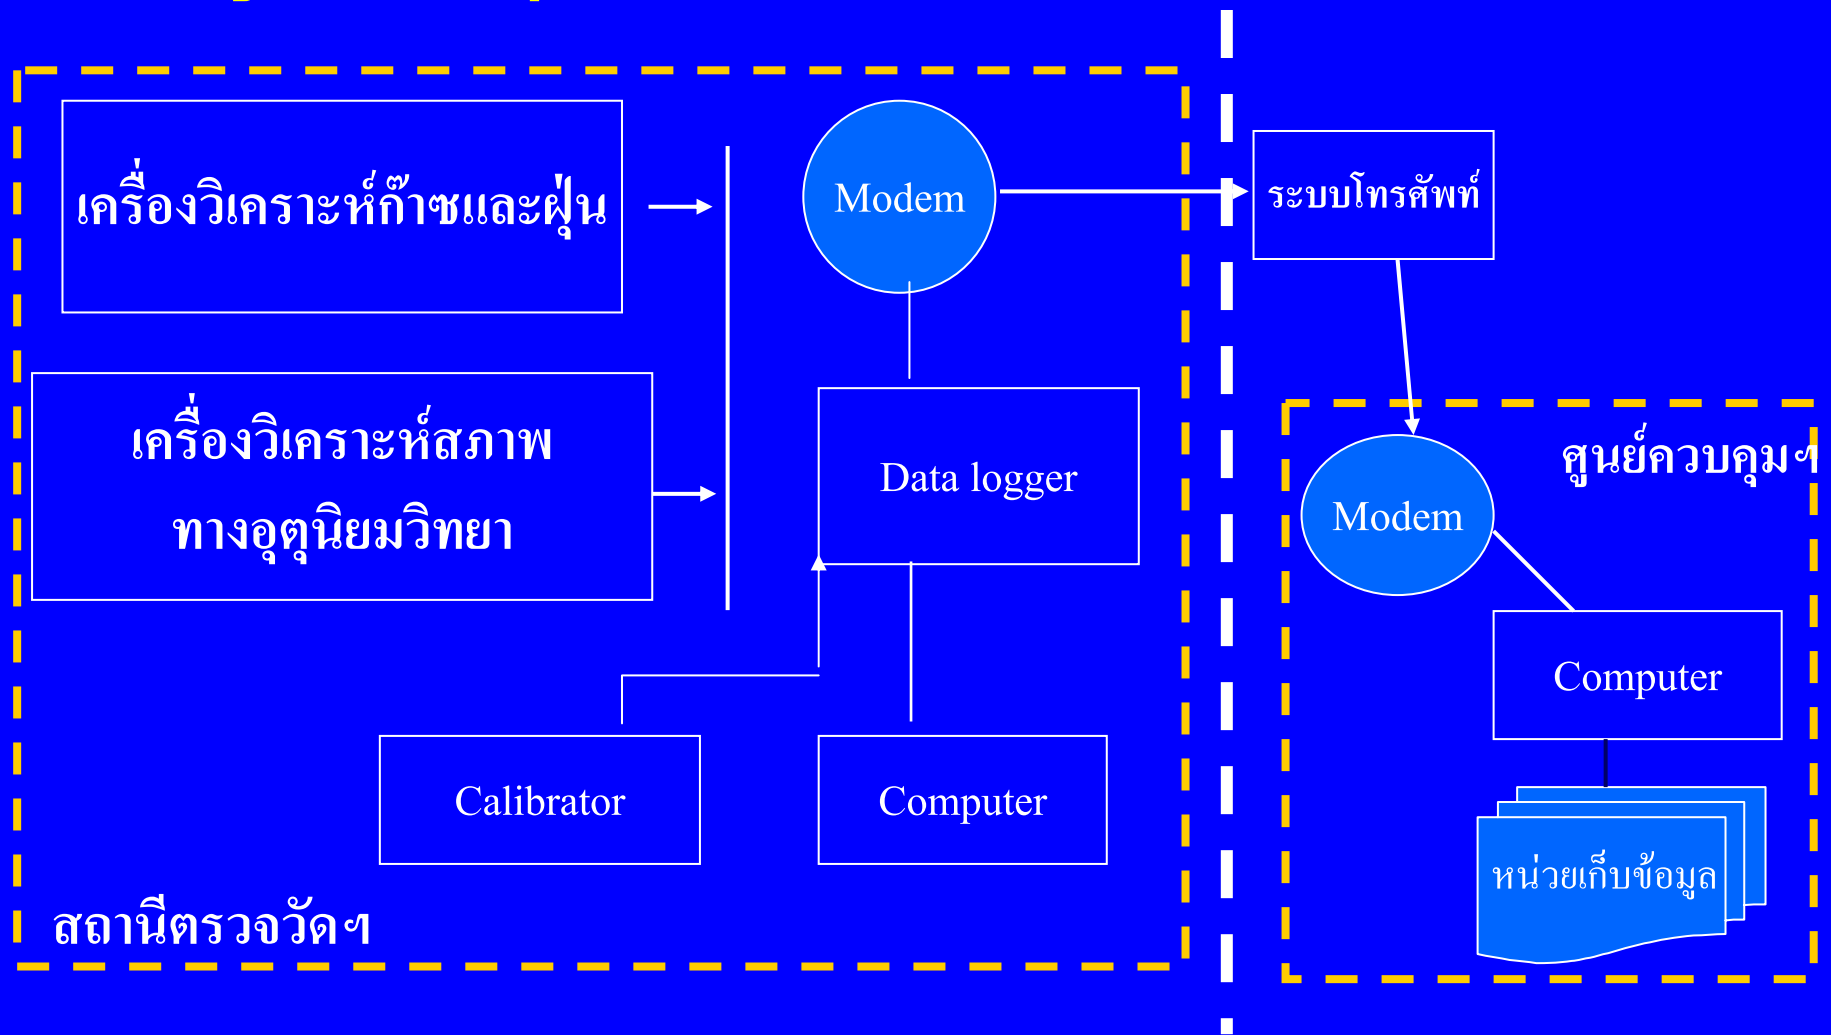 เครื่องวิเคราะห์ก๊าซและฝุ่น
Modem
ระบบโทรศัพท์
เครื่องวิเคราะห์สภาพ
ทางอุตุนิยมวิทยา
Data logger
ศูนย์ควบคุมฯ
Modem
Computer
Calibrator
Computer
หน่วยเก็บข้อมูล
สถานีตรวจวัดฯ